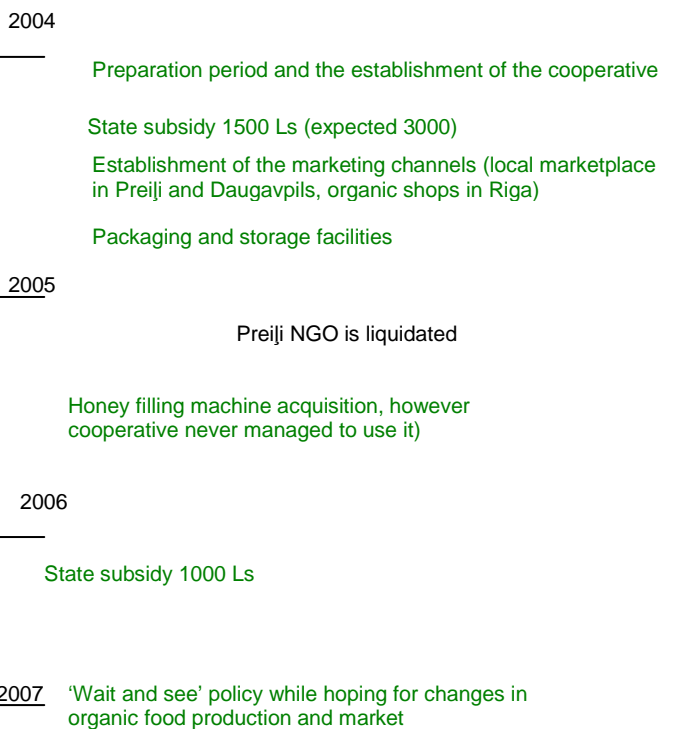 2004
Preparation period and the establishment of the cooperative
State subsidy 1500 Ls (expected 3000)
Establishment of the marketing channels (local marketplace
in Preiļi and Daugavpils, organic shops in Riga)
Packaging and storage facilities
2005
Preiļi NGO is liquidated
Honey filling machine acquisition, however
cooperative never managed to use it)
2006
State subsidy 1000 Ls
2007 ‘Wait and see’ policy while hoping for changes in
organic food production and market